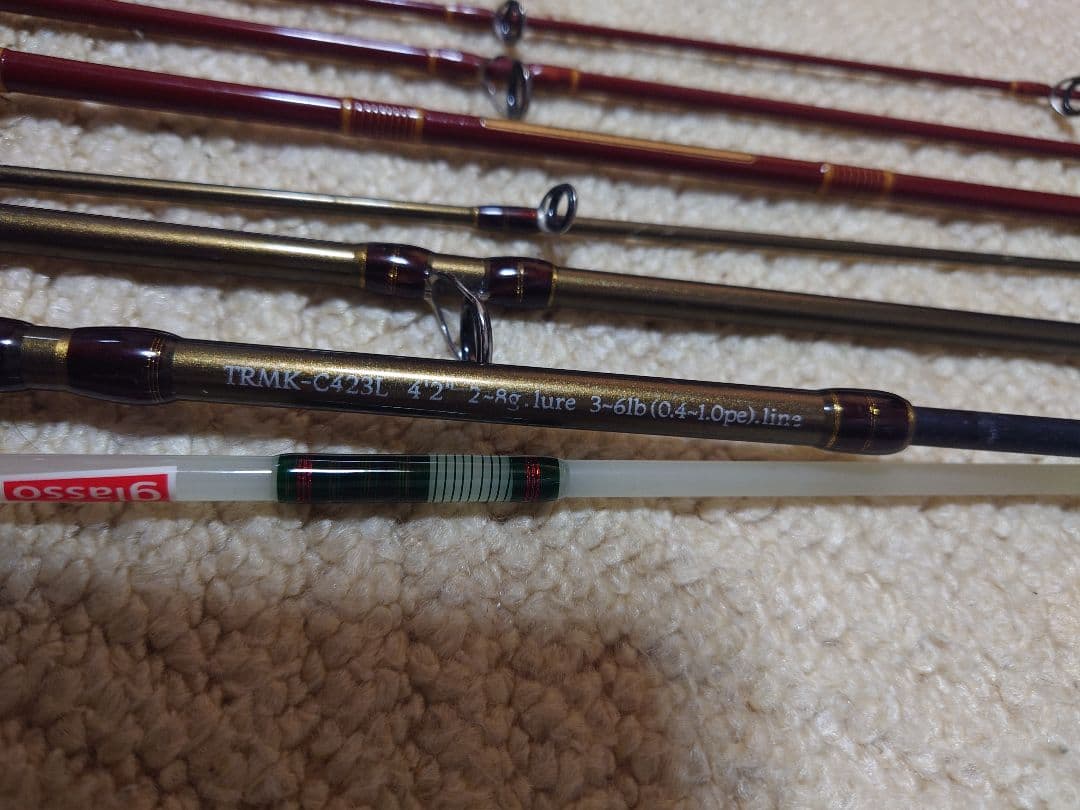 TRMK-C423L 4'2" 2~8g.lure 3~6lb(0.4~1.0pe).line
glasso